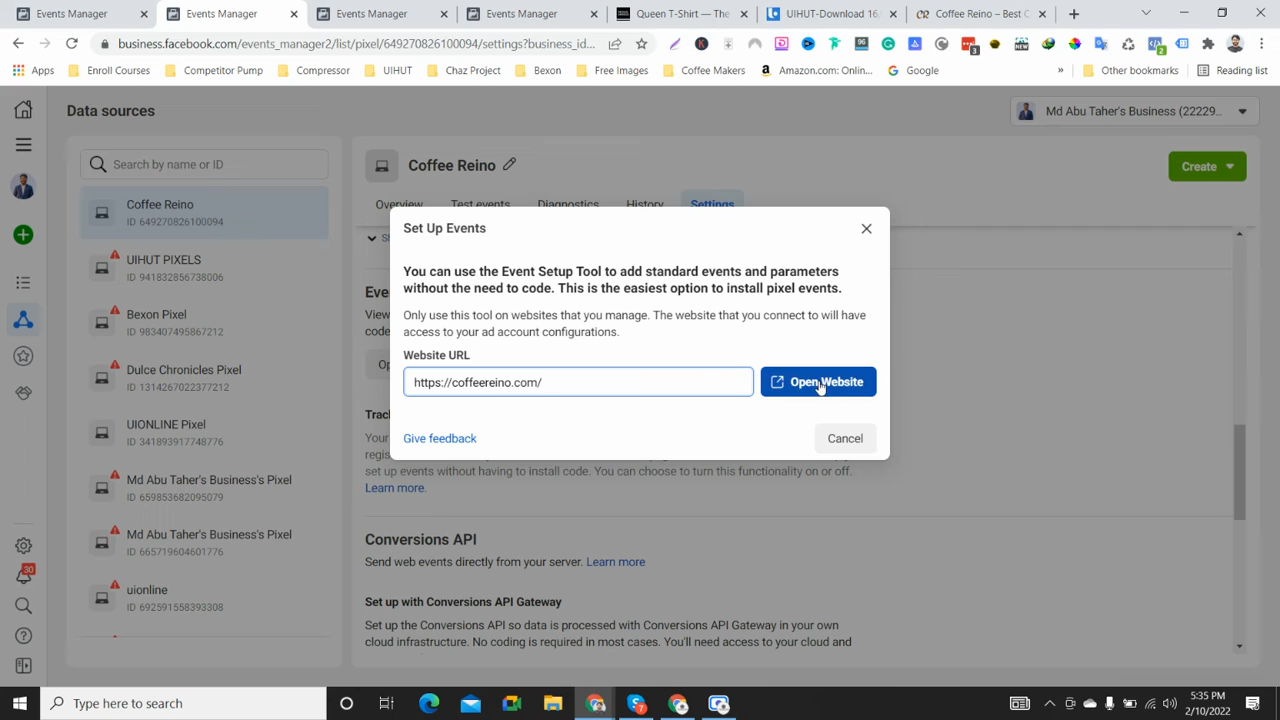 Events Manager
Events Manager
Events Manager
Events Manager
Queen T-Shirt — The
UIHUT-Download 16
Coffee Reino – Best C
business.facebook.com/events_manager2/list/pixel/649270826100094/settings?business_id...
Apps
Enroll Courses
Competitor Pump
Compressor
UIHUT
Chaz Project
Bexon
Free Images
Coffee Makers
Amazon.com: Onlin...
Google
»
Other bookmarks
Reading list
Data sources
Md Abu Taher's Business (22229...
Search by name or ID
Coffee Reino
ID 649270826100094
UIHUT PIXELS
ID 941832856738006
Bexon Pixel
ID 983407495867212
Dulce Chronicles Pixel
ID 1314267022377212
UIONLINE Pixel
ID 341893917748776
Md Abu Taher's Business's Pixel
ID 659853682095079
Md Abu Taher's Business's Pixel
ID 665719604601776
uionline
ID 692591558393308
30
Coffee Reino
Create
Overview
Test events
Diagnostics
History
Settings
Set Up Events
You can use the Event Setup Tool to add standard events and parameters
without the need to code. This is the easiest option to install pixel events.
Only use this tool on websites that you manage. The website that you connect to will have
access to your ad account configurations.
Website URL
https://coffeereino.com/
Open Website
Give feedback
Cancel
set up events without having to install code. You can choose to turn this functionality on or off.
Learn more.
Conversions API
Send web events directly from your server. Learn more
Set up with Conversions API Gateway
Set up the Conversions API so data is processed with Conversions API Gateway in your own
cloud infrastructure. No coding is required in most cases. You'll need access to your cloud and
Type here to search
5:35 PM
2/10/2022